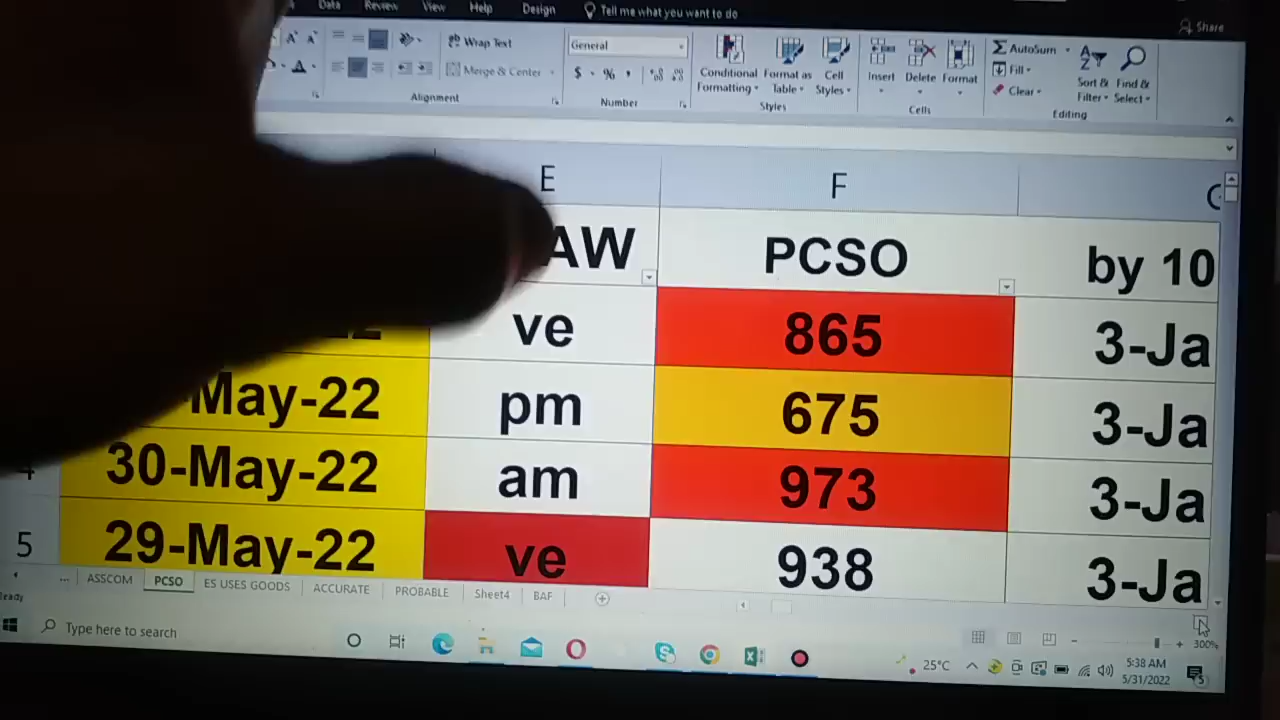 Data Review View Help Design Tell me what you want to do Share
Wrap Text General AutoSum
Merge & Center $ % , Conditional Formatting Format as Table Cell Styles Insert Delete Format Fill Clear Sort & Filter Find & Select
Alignment Number Styles Cells Editing
E F
AW PCSO by 10
ve 865 3-Ja
May-22 pm 675 3-Ja
30-May-22 am 973 3-Ja
5 29-May-22 ve 938 3-Ja
... ASSCOM PCSO ES USES GOODS ACCURATE PROBABLE Sheet4 BAF
300%
Type here to search 25°C 5:38 AM
5/31/2022